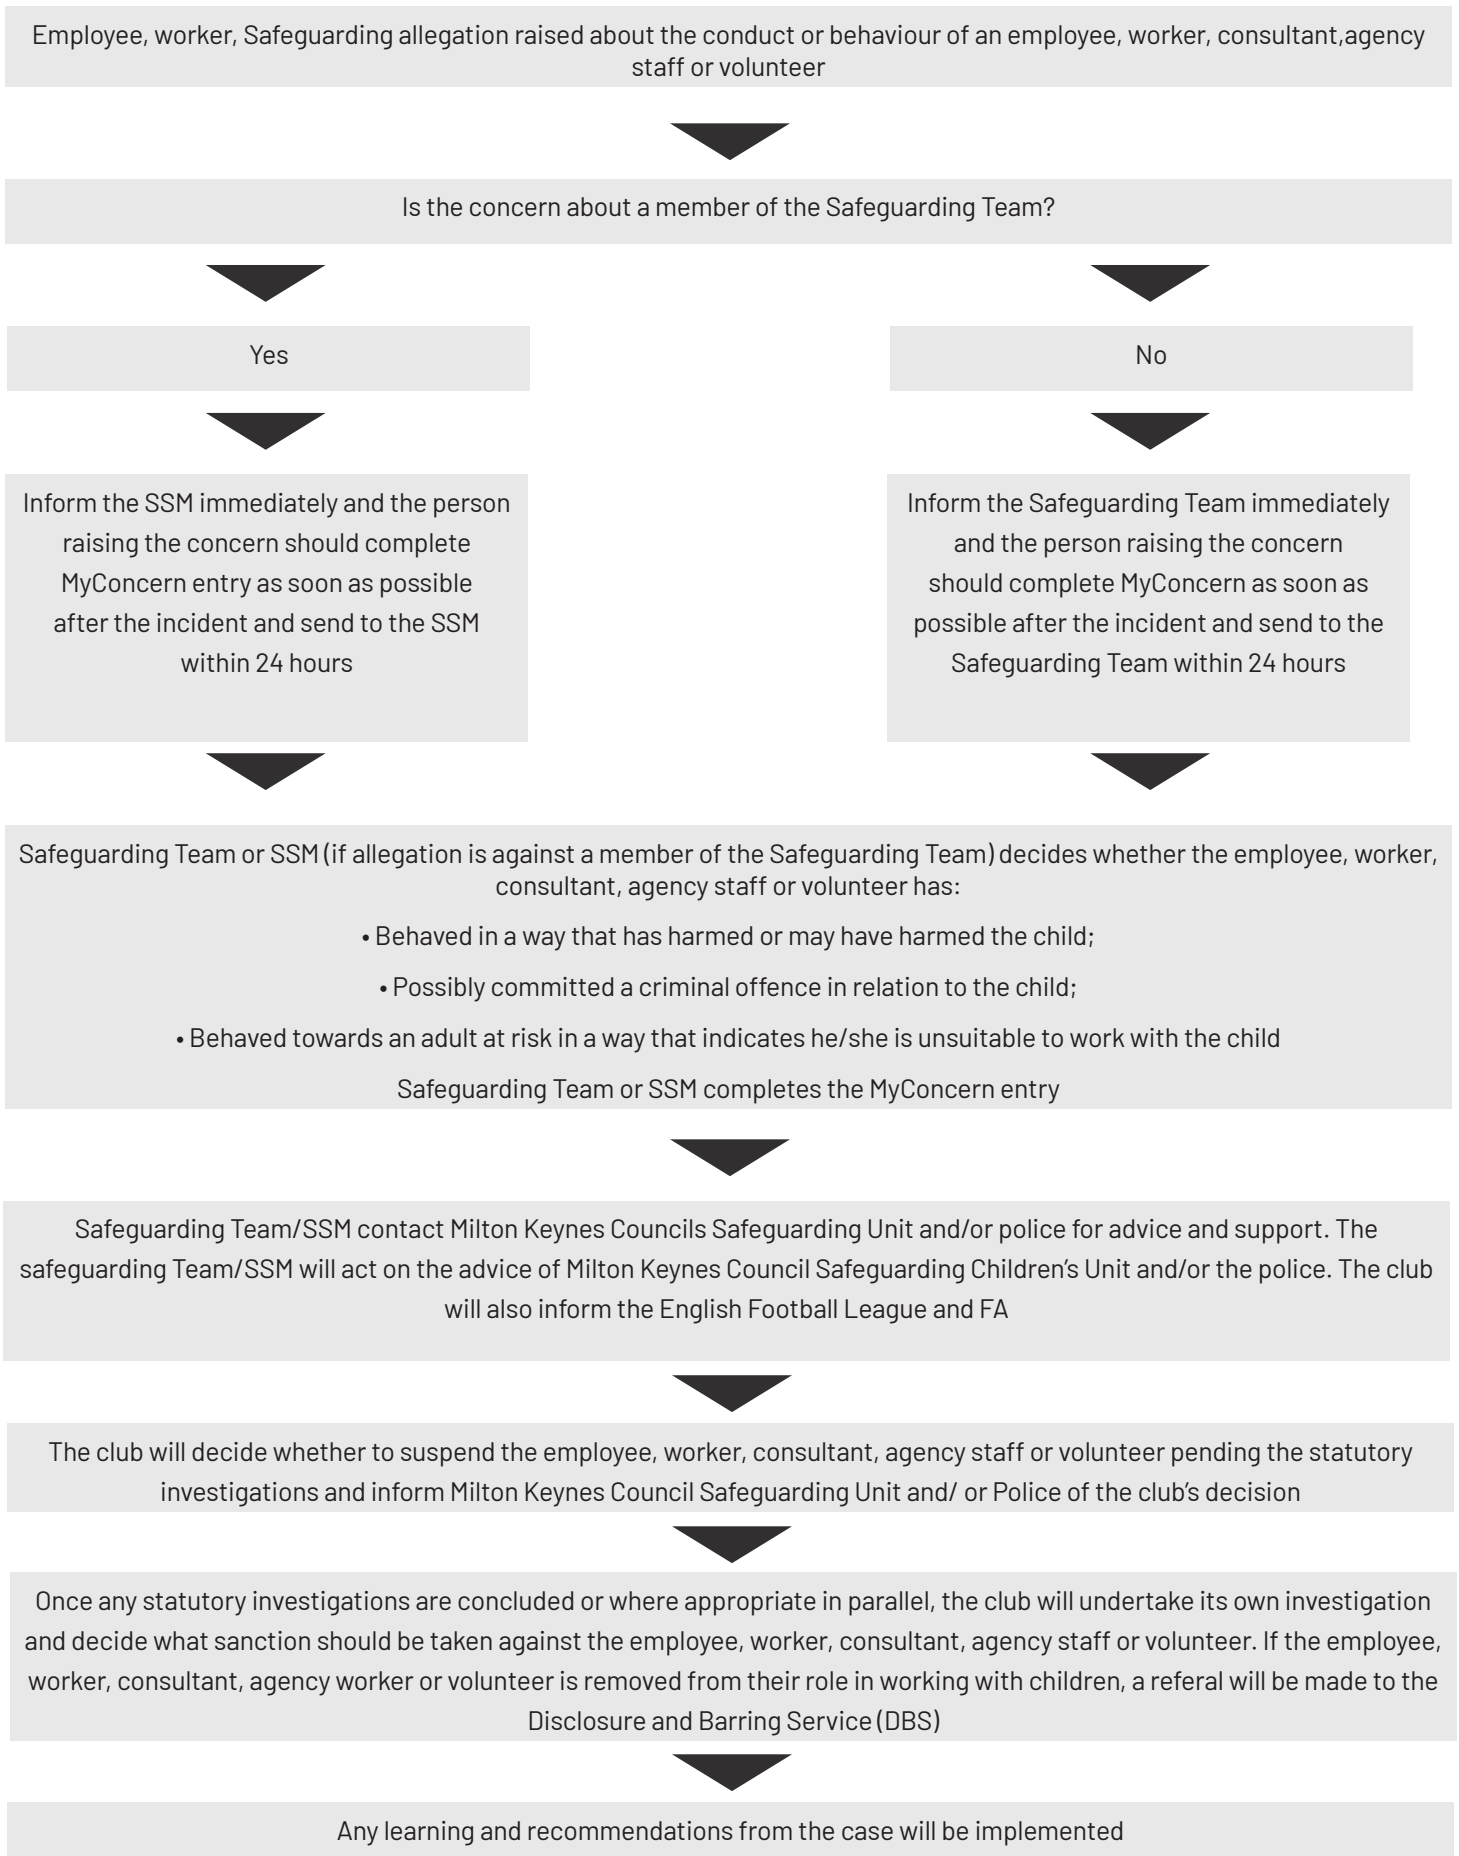 Employee, worker, Safeguarding allegation raised about the conduct or behaviour of an employee, worker, consultant,agency
staff or volunteer
Is the concern about a member of the Safeguarding Team?
Yes
No
Inform the SSM immediately and the person
raising the concern should complete
MyConcern entry as soon as possible
after the incident and send to the SSM
within 24 hours
Inform the Safeguarding Team immediately
and the person raising the concern
should complete MyConcern as soon as
possible after the incident and send to the
Safeguarding Team within 24 hours
Safeguarding Team or SSM (if allegation is against a member of the Safeguarding Team) decides whether the employee, worker,
consultant, agency staff or volunteer has:
• Behaved in a way that has harmed or may have harmed the child;
• Possibly committed a criminal offence in relation to the child;
• Behaved towards an adult at risk in a way that indicates he/she is unsuitable to work with the child
Safeguarding Team or SSM completes the MyConcern entry
Safeguarding Team/SSM contact Milton Keynes Councils Safeguarding Unit and/or police for advice and support. The
safeguarding Team/SSM will act on the advice of Milton Keynes Council Safeguarding Children's Unit and/or the police. The club
will also inform the English Football League and FA
The club will decide whether to suspend the employee, worker, consultant, agency staff or volunteer pending the statutory
investigations and inform Milton Keynes Council Safeguarding Unit and/ or Police of the club's decision
Once any statutory investigations are concluded or where appropriate in parallel, the club will undertake its own investigation
and decide what sanction should be taken against the employee, worker, consultant, agency staff or volunteer. If the employee,
worker, consultant, agency worker or volunteer is removed from their role in working with children, a referal will be made to the
Disclosure and Barring Service (DBS)
Any learning and recommendations from the case will be implemented